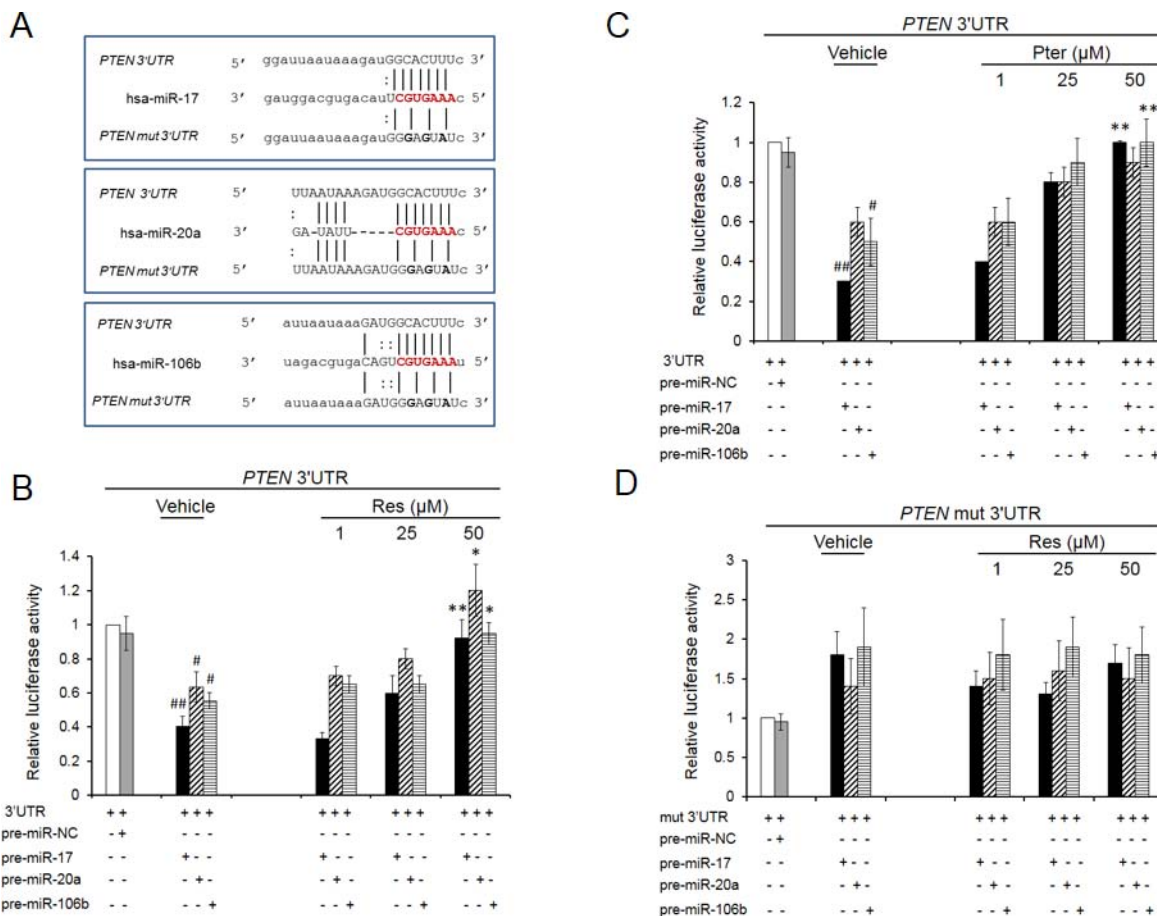 A
PTEN 3'UTR 5' ggauuaauaaagauGGCACUUUc 3'
hsa-miR-17 3' gauggacgugacauUCGUGAAAc 5'
PTEN mut 3'UTR 5' ggauuaauaaagauGGGAGUAUc 3'
PTEN 3'UTR 5' UUAAUAAAGAUGGCACUUUc 3'
hsa-miR-20a 3' GA-UAUU-----CGUGAAAc 5'
PTEN mut 3'UTR 5' UUAAUAAAGAUGGGAGUAUc 3'
PTEN 3'UTR 5' auuaauaaaGAUGGCACUUUc 3'
hsa-miR-106b 3' uagacgugaCAGUCGUGAAAu 5'
PTEN mut 3'UTR 5' auuaauaaaGAUGGGAGUAUc 3'
B
PTEN 3'UTR
Vehicle Res (µM)
1 25 50
Relative luciferase activity
1.4
1.2
1
0.8
0.6
0.4
0.2
0
## # # ** * *
3'UTR ++ +++ +++ +++ +++
pre-miR-NC -+ --- --- --- ---
pre-miR-17 -- +-- +-- +-- +--
pre-miR-20a -- -+- -+- -+- -+-
pre-miR-106b -- --+ --+ --+ --+
C
PTEN 3'UTR
Vehicle Pter (µM)
1 25 50
Relative luciferase activity
1.2
1
0.8
0.6
0.4
0.2
0
## # ** **
3'UTR ++ +++ +++ +++ +++
pre-miR-NC -+ --- --- --- ---
pre-miR-17 -- +-- +-- +-- +--
pre-miR-20a -- -+- -+- -+- -+-
pre-miR-106b -- --+ --+ --+ --+
D
PTEN mut 3'UTR
Vehicle Res (µM)
1 25 50
Relative luciferase activity
3
2.5
2
1.5
1
0.5
0
mut 3'UTR ++ +++ +++ +++ +++
pre-miR-NC -+ --- --- --- ---
pre-miR-17 -- +-- +-- +-- +--
pre-miR-20a -- -+- -+- -+- -+-
pre-miR-106b -- --+ --+ --+ --+